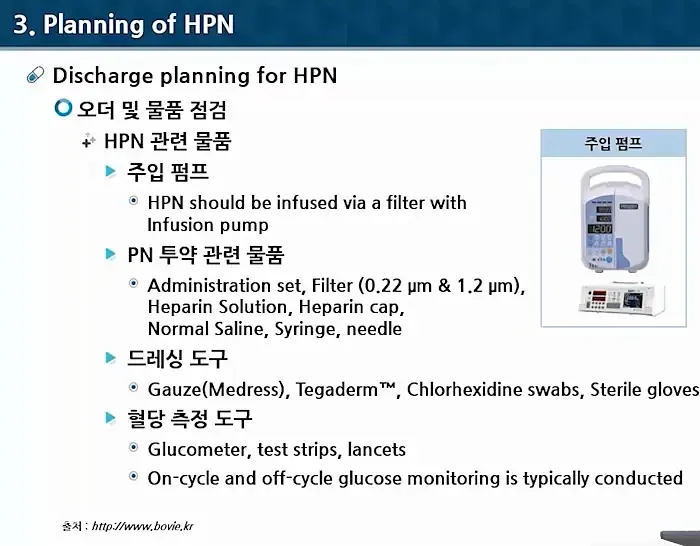 3. Planning of HPN
Discharge planning for HPN
오더 및 물품 점검
HPN 관련 물품
주입 펌프
HPN should be infused via a filter with
Infusion pump
PN 투약 관련 물품
Administration set, Filter (0.22 μm & 1.2 μm),
Heparin Solution, Heparin cap,
Normal Saline, Syringe, needle
드레싱 도구
Gauze(Medress), Tegaderm™, Chlorhexidine swabs, Sterile gloves
혈당 측정 도구
Glucometer, test strips, lancets
On-cycle and off-cycle glucose monitoring is typically conducted
주입 펌프
출처 : http://www.bovie.kr